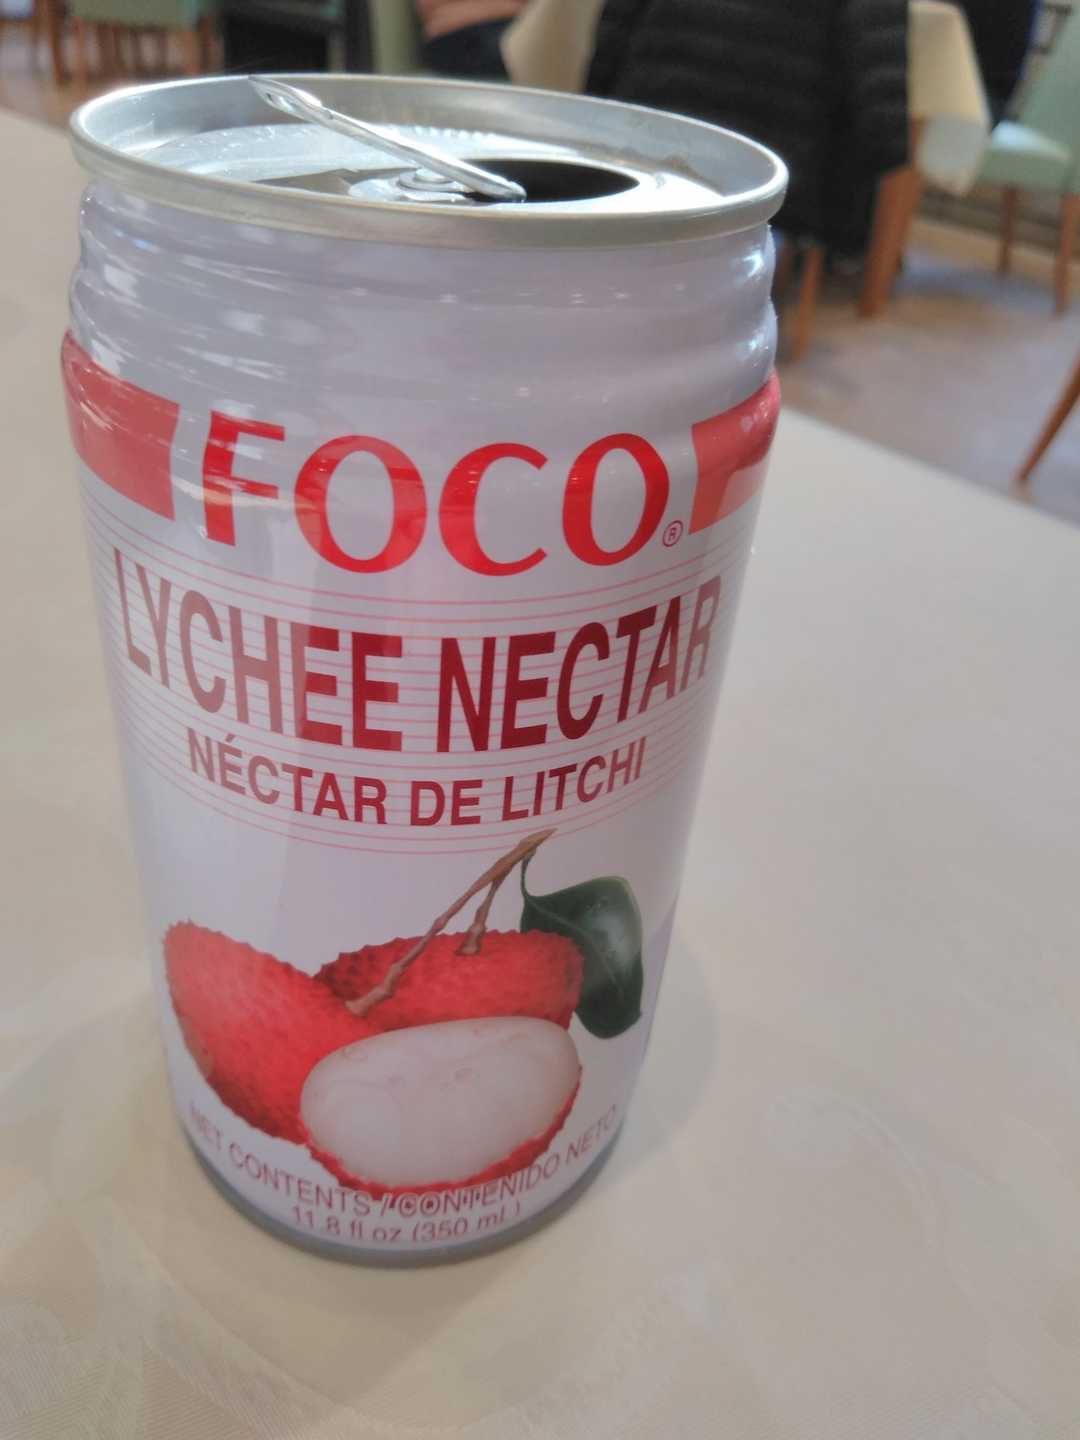 FOCO®
LYCHEE NECTAR
NÉCTAR DE LITCHI
NET CONTENTS / CONTENIDO NETO
11.8 fl oz (350 mL)